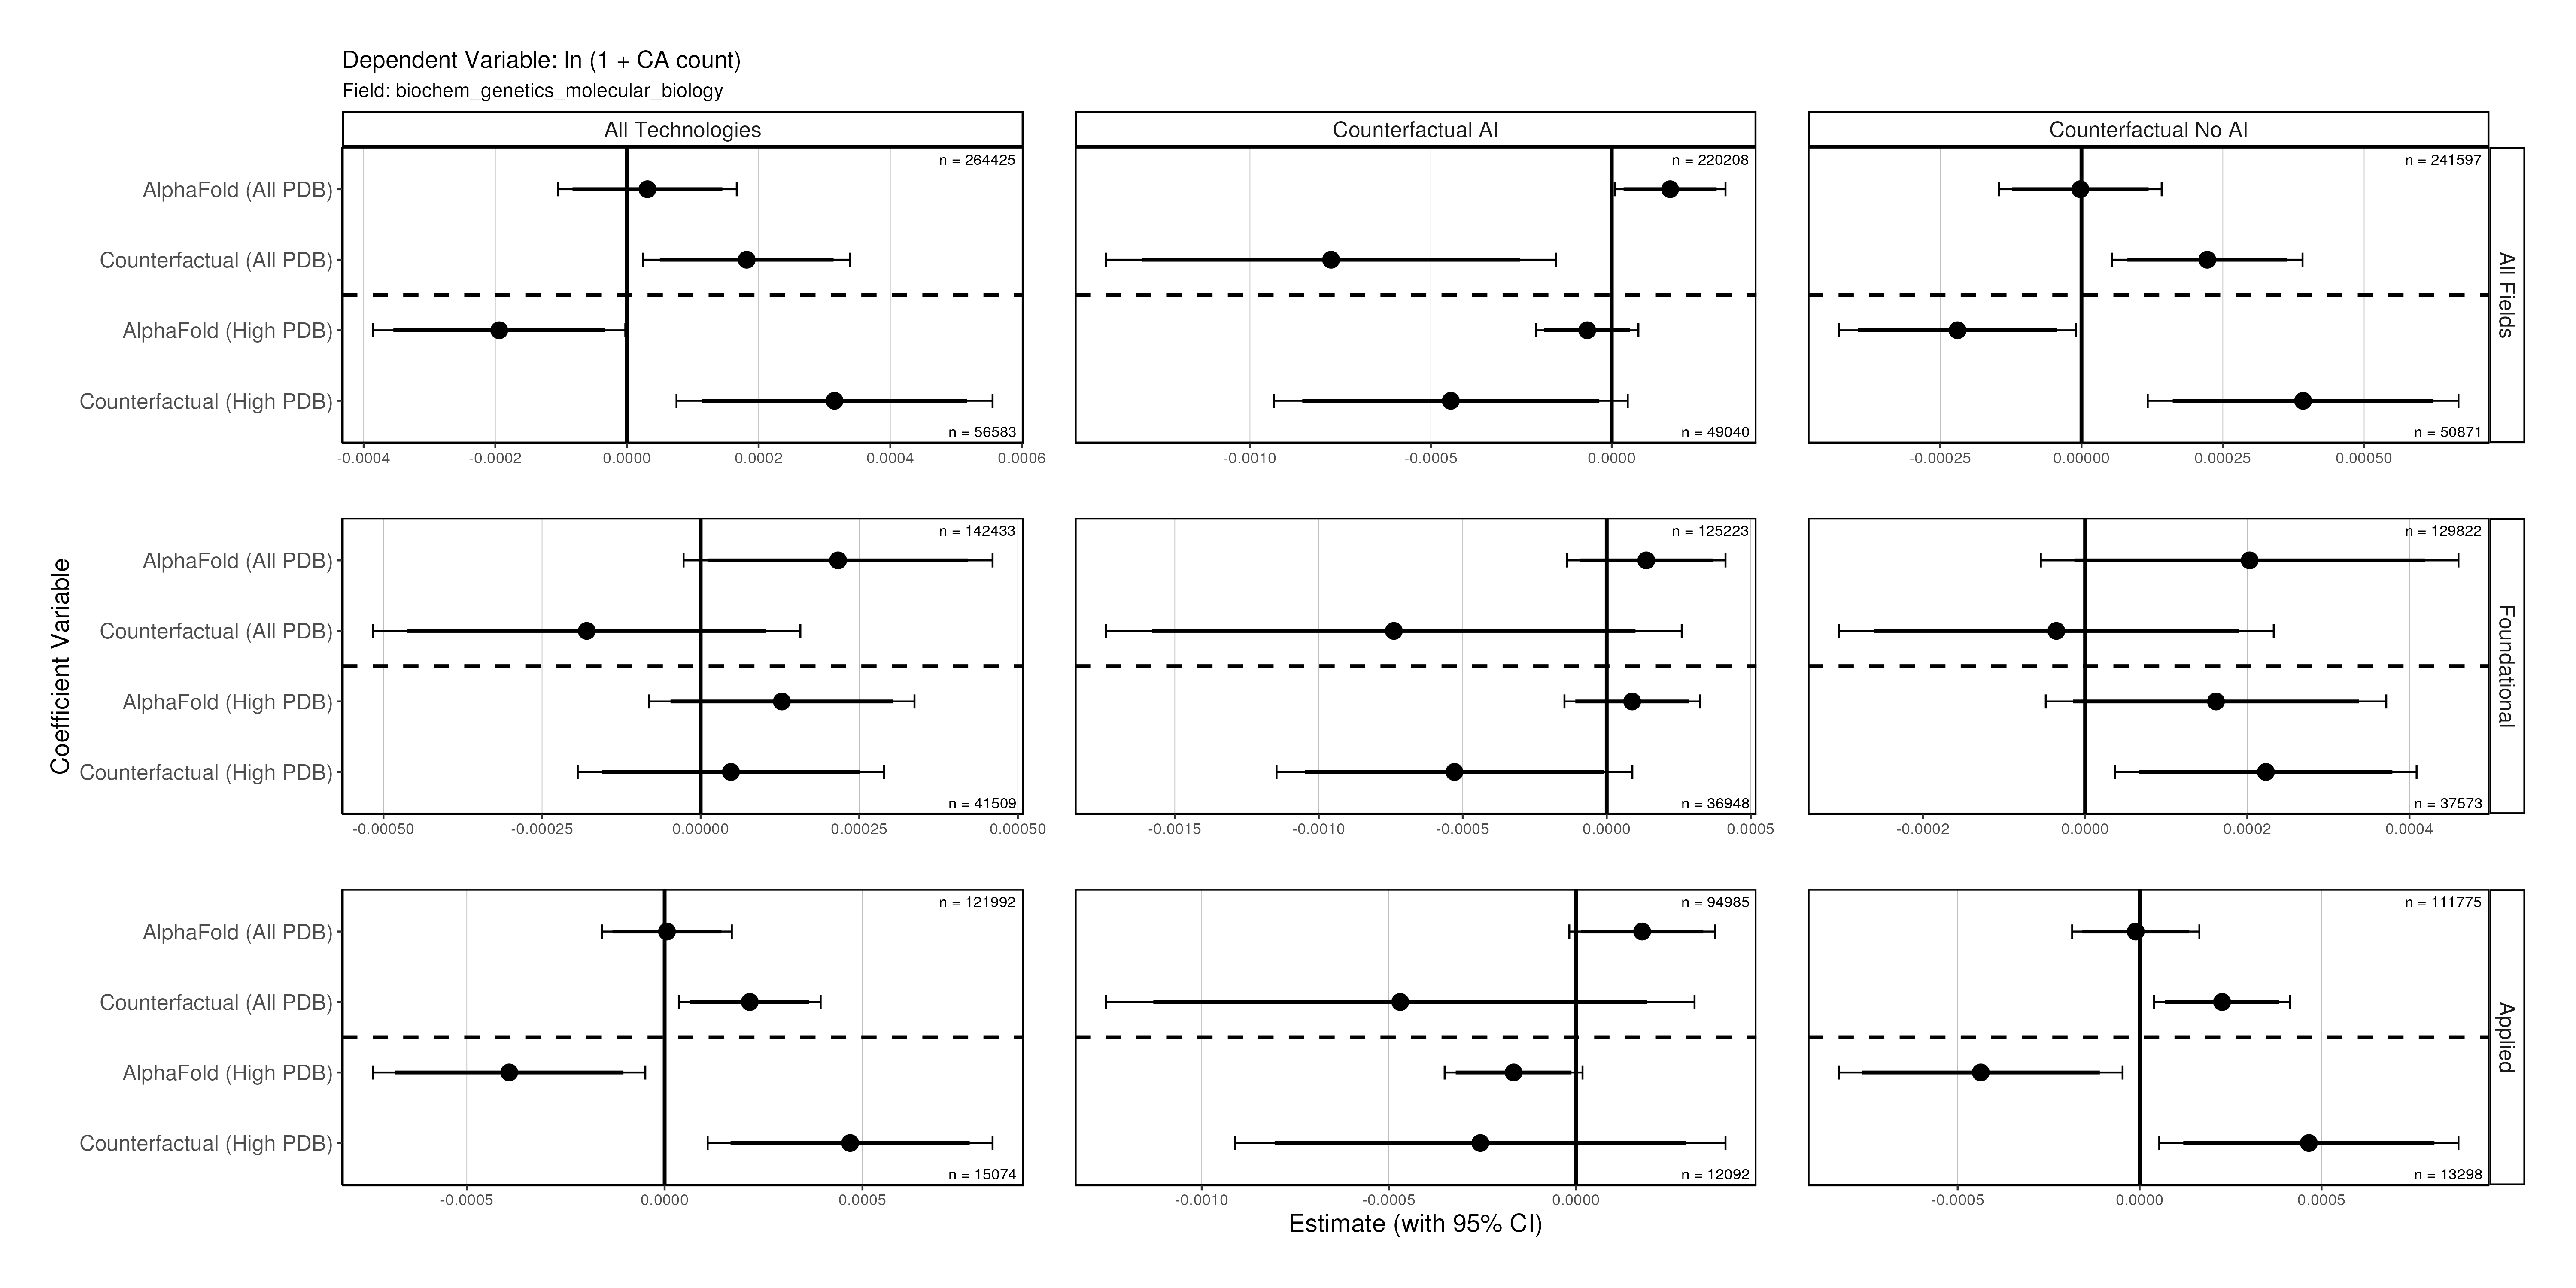 Dependent Variable: ln (1 + CA count)
Field: biochem_genetics_molecular_biology
All Technologies
Counterfactual AI
Counterfactual No AI
Coefficient Variable
AlphaFold (All PDB)
Counterfactual (All PDB)
AlphaFold (High PDB)
Counterfactual (High PDB)
n = 264425
n = 56583
-0.0004 -0.0002 0.0000 0.0002 0.0004 0.0006
n = 220208
n = 49040
-0.0010 -0.0005 0.0000
n = 241597
n = 50871
-0.00025 0.00000 0.00025 0.00050
All Fields
AlphaFold (All PDB)
Counterfactual (All PDB)
AlphaFold (High PDB)
Counterfactual (High PDB)
n = 142433
n = 41509
-0.00050 -0.00025 0.00000 0.00025 0.00050
n = 125223
n = 36948
-0.0015 -0.0010 -0.0005 0.0000 0.0005
n = 129822
n = 37573
-0.0002 0.0000 0.0002 0.0004
Foundational
AlphaFold (All PDB)
Counterfactual (All PDB)
AlphaFold (High PDB)
Counterfactual (High PDB)
n = 121992
n = 15074
-0.0005 0.0000 0.0005
n = 94985
n = 12092
-0.0010 -0.0005 0.0000
n = 111775
n = 13298
-0.0005 0.0000 0.0005
Applied
Estimate (with 95% CI)